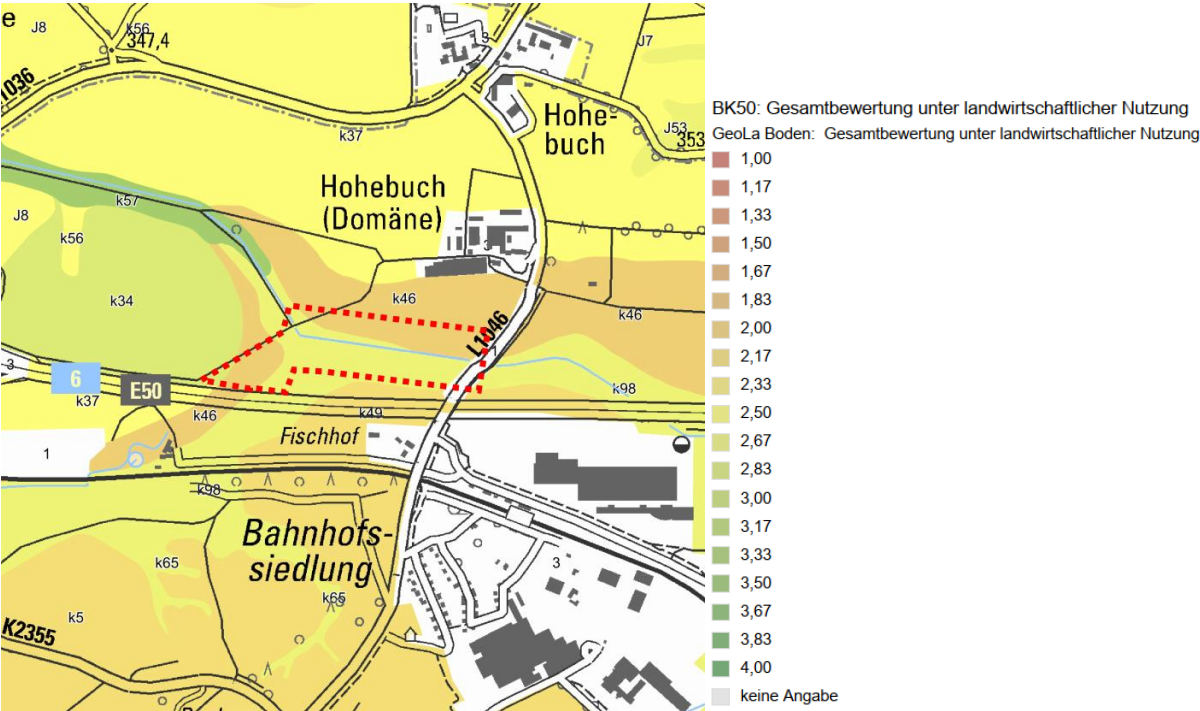 e
J8
k56
347,4
3
J7
1036
k37
Hohe-
buch
J53
353
Hohebuch
(Domäne)
k57
J8
k56
3
k34
k46
k46
L1046
1
3
6
E50
k37
k46
k49
k98
Fischhof
1
k98
Bahnhofs-
siedlung
k65
k65
3
k5
K2355
BK50: Gesamtbewertung unter landwirtschaftlicher Nutzung
GeoLa Boden: Gesamtbewertung unter landwirtschaftlicher Nutzung
1,00
1,17
1,33
1,50
1,67
1,83
2,00
2,17
2,33
2,50
2,67
2,83
3,00
3,17
3,33
3,50
3,67
3,83
4,00
keine Angabe